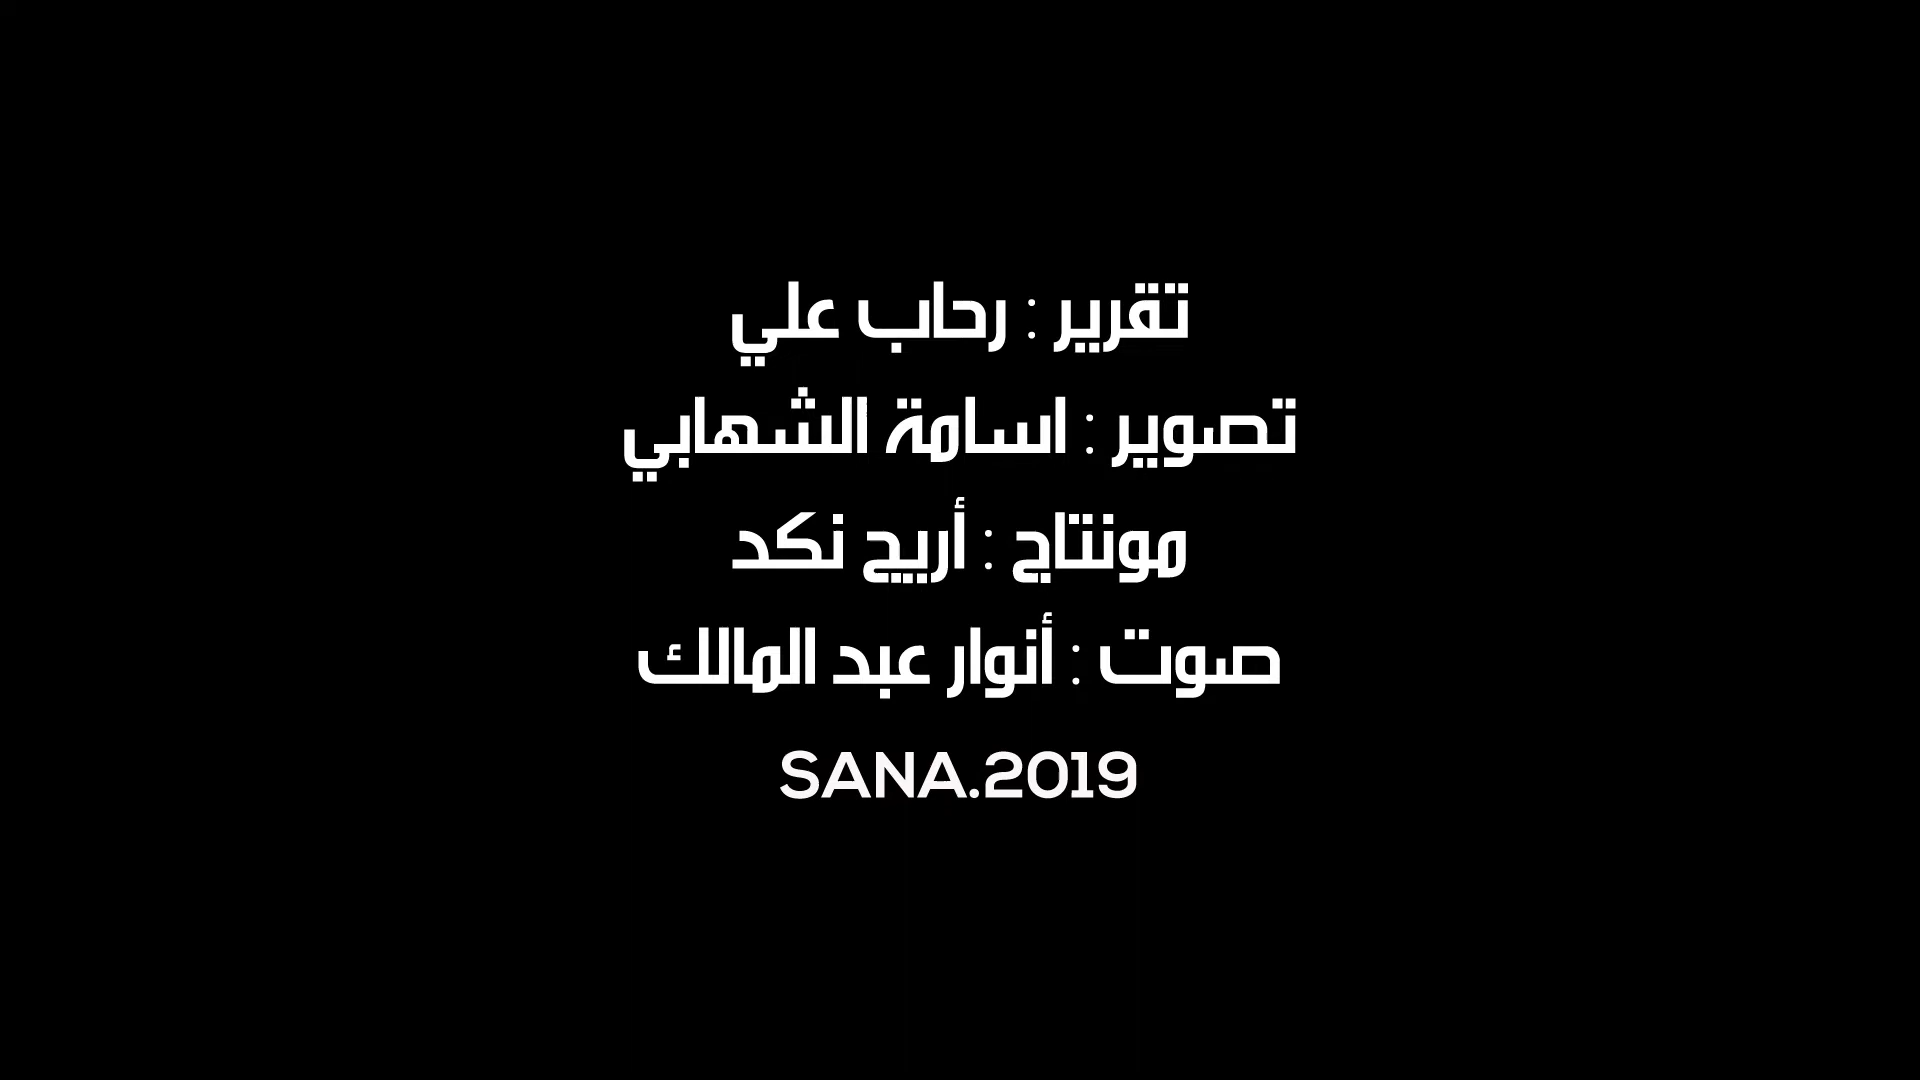 تقرير : رحاب علي
تصوير : اسامة الشهابي
مونتاج : أريج نكد
صوت : أنوار عبد المالك
SANA.2019